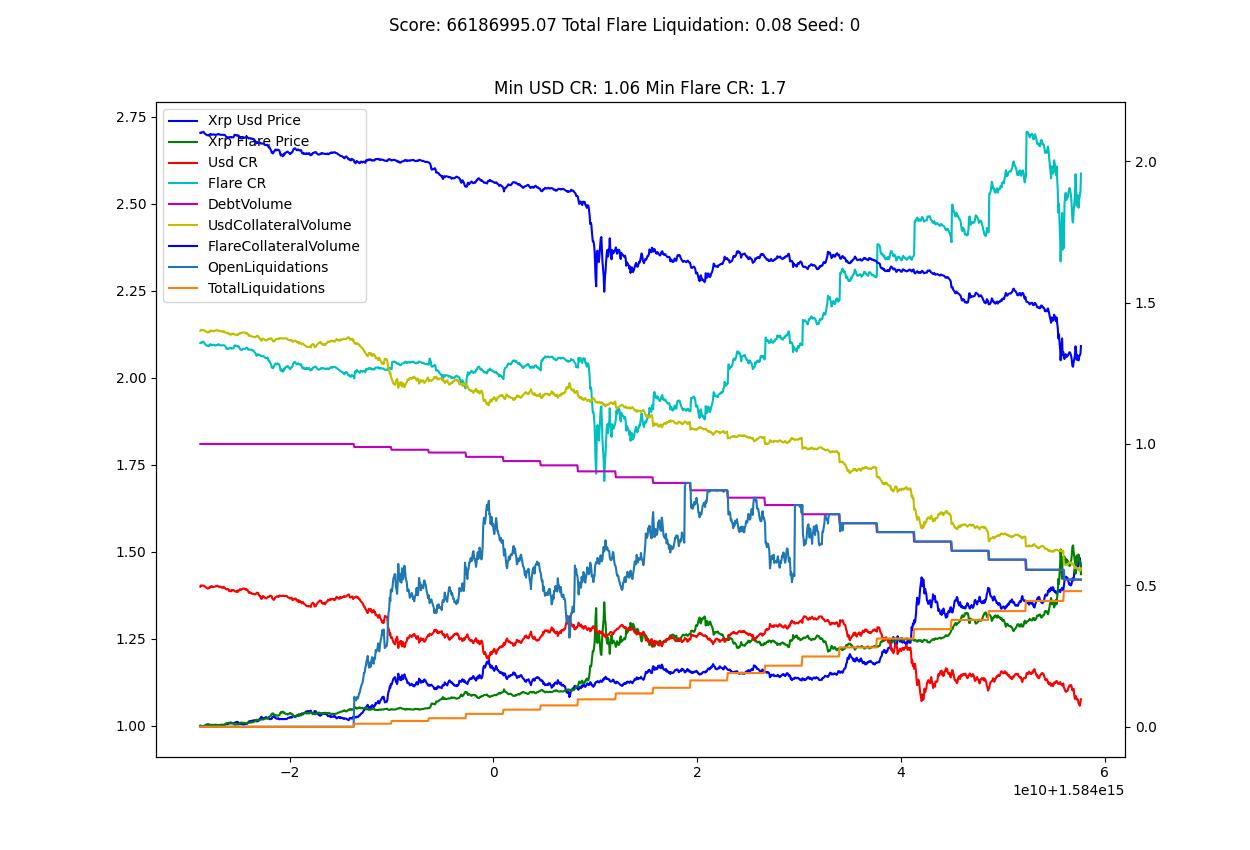 Score: 66186995.07 Total Flare Liquidation: 0.08 Seed: 0
Min USD CR: 1.06 Min Flare CR: 1.7
Xrp Usd Price
Xrp Flare Price
Usd CR
Flare CR
DebtVolume
UsdCollateralVolume
FlareCollateralVolume
OpenLiquidations
TotalLiquidations
2.75
2.50
2.25
2.00
1.75
1.50
1.25
1.00
2.0
1.5
1.0
0.5
0.0
−2 0 2 4 6
1e10+1.584e15